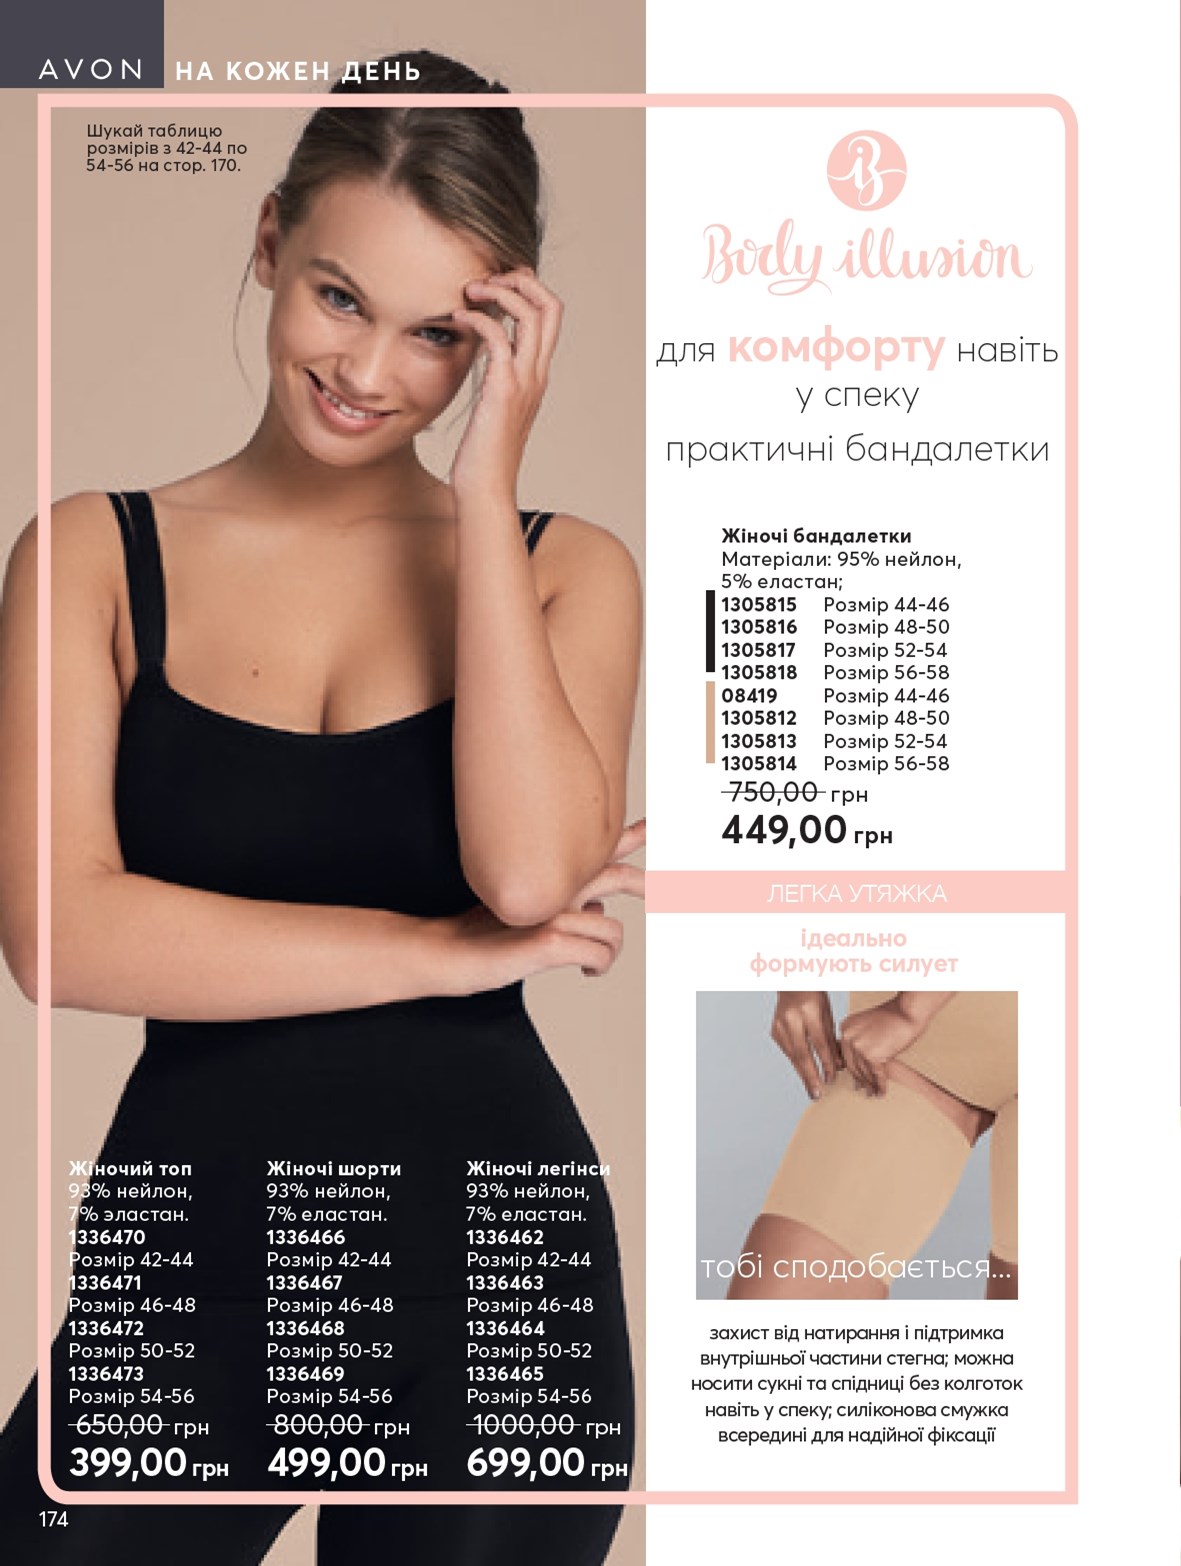 AVON НА КОЖЕН ДЕНЬ
Шукай таблицю
розмірів з 42-44 по
54-56 на стор. 170.
Body illusion
для комфорту навіть
у спеку
практичні бандалетки
Жіночі бандалетки
Матеріали: 95% нейлон,
5% еластан;
1305815 Розмір 44-46
1305816 Розмір 48-50
1305817 Розмір 52-54
1305818 Розмір 56-58
08419 Розмір 44-46
1305812 Розмір 48-50
1305813 Розмір 52-54
1305814 Розмір 56-58
750,00 грн
449,00 грн
ЛЕГКА УТЯЖКА
ідеально
формують силует
тобі сподобається...
захист від натирання і підтримка
внутрішньої частини стегна; можна
носити сукні та спідниці без колготок
навіть у спеку; силіконова смужка
всередині для надійної фіксації
Жіночий топ
93% нейлон,
7% эластан.
1336470
Розмір 42-44
1336471
Розмір 46-48
1336472
Розмір 50-52
1336473
Розмір 54-56
650,00 грн
399,00 грн
Жіночі шорти
93% нейлон,
7% еластан.
1336466
Розмір 42-44
1336467
Розмір 46-48
1336468
Розмір 50-52
1336469
Розмір 54-56
800,00 грн
499,00 грн
Жіночі легінси
93% нейлон,
7% еластан.
1336462
Розмір 42-44
1336463
Розмір 46-48
1336464
Розмір 50-52
1336465
Розмір 54-56
1000,00 грн
699,00 грн
174